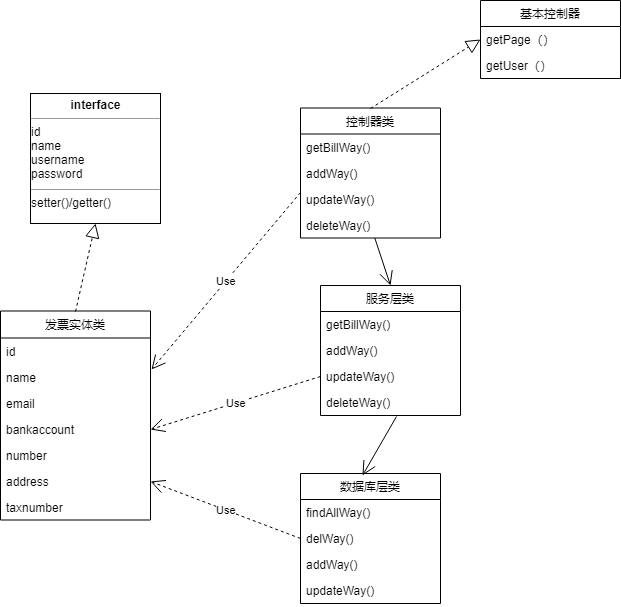 基本控制器
getPage （）
getUser （）
interface
id
name
username
password
setter()/getter()
控制器类
getBillWay()
addWay()
updateWay()
deleteWay()
Use
服务层类
getBillWay()
addWay()
updateWay()
deleteWay()
Use
发票实体类
id
name
email
bankaccount
number
address
taxnumber
Use
数据库层类
findAllWay()
delWay()
addWay()
updateWay()